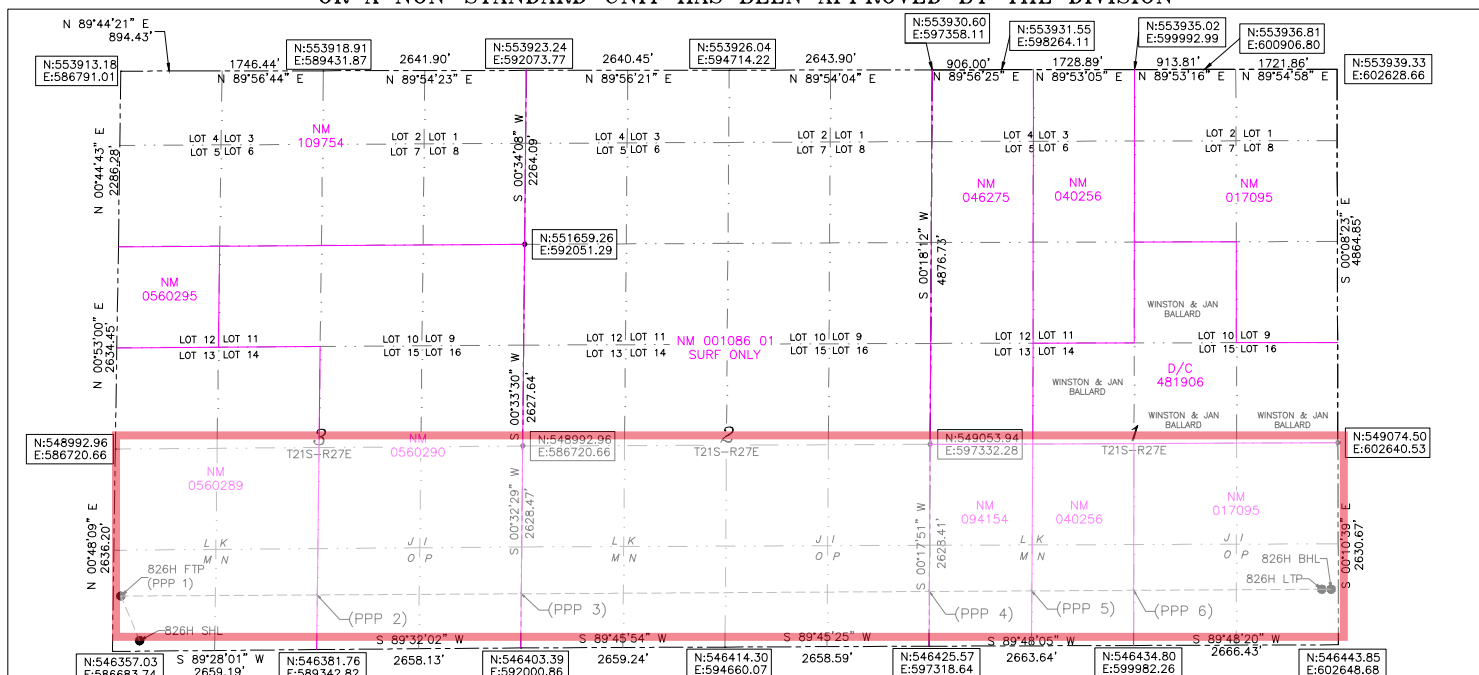 OR A NON-STANDARD UNIT HAS BEEN APPROVED BY THE DIVISION
N 89°44'21" E
894.43'
N:553913.18
E:586791.01
1746.44'
N 89°56'44" E
N:553918.91
E:589431.87
2641.90'
N 89°54'23" E
N:553923.24
E:592073.77
2640.45'
N 89°56'21" E
N:553926.04
E:594714.22
2643.90'
N 89°54'04" E
N:553930.60
E:597358.11
906.00'
N 89°56'25" E
N:553931.55
E:598264.11
1728.89'
N 89°53'05" E
N:553935.02
E:599992.99
913.81'
N 89°53'16" E
N:553936.81
E:600906.80
1721.86'
N 89°54'58" E
N:553939.33
E:602628.66
N 00°44'43" E
2286.28'
LOT 4 LOT 3
LOT 5 LOT 6
NM
109754
LOT 2 LOT 1
LOT 7 LOT 8
S 00°34'08" W
2264.09'
LOT 4 LOT 3
LOT 5 LOT 6
LOT 2 LOT 1
LOT 7 LOT 8
S 00°18'12" W
4876.73'
LOT 4 LOT 3
LOT 5 LOT 6
NM
046275
NM
040256
LOT 2 LOT 1
LOT 7 LOT 8
NM
017095
S 00°08'23" E
4864.85'
N:551659.26
E:592051.29
NM
0560295
N 00°53'00" E
2634.45'
LOT 12 LOT 11
LOT 13 LOT 14
LOT 10 LOT 9
LOT 15 LOT 16
S 00°33'30" W
2627.64'
LOT 12 LOT 11
LOT 13 LOT 14
NM 001086 01
SURF ONLY
LOT 10 LOT 9
LOT 15 LOT 16
LOT 12 LOT 11
LOT 13 LOT 14
WINSTON & JAN
BALLARD
LOT 10 LOT 9
LOT 15 LOT 16
D/C
481906
WINSTON & JAN
BALLARD
WINSTON & JAN
BALLARD
WINSTON & JAN
BALLARD
N:548992.96
E:586720.66
3
T21S-R27E
NM
0560290
N:548992.96
E:586720.66
2
T21S-R27E
N:549053.94
E:597332.28
1
T21S-R27E
N:549074.50
E:602640.53
NM
0560289
NM
094154
NM
040256
NM
017095
N 00°48'09" E
2636.20'
S 00°32'29" W
2628.47'
S 00°17'51" W
2628.41'
S 00°10'39" E
2630.67'
L K
M N
J I
O P
L K
M N
J I
O P
L K
M N
J I
O P
826H FTP
(PPP 1)
(PPP 2)
(PPP 3)
(PPP 4)
(PPP 5)
(PPP 6)
826H BHL
826H LTP
826H SHL
N:546357.03
E:586683.74
S 89°28'01" W
2659.19'
N:546381.76
E:589342.82
S 89°32'02" W
2658.13'
N:546403.39
E:592000.86
S 89°45'54" W
2659.24'
N:546414.30
E:594660.07
S 89°45'25" W
2658.59'
N:546425.57
E:597318.64
S 89°48'05" W
2663.64'
N:546434.80
E:599982.26
S 89°48'20" W
2666.43'
N:546443.85
E:602648.68